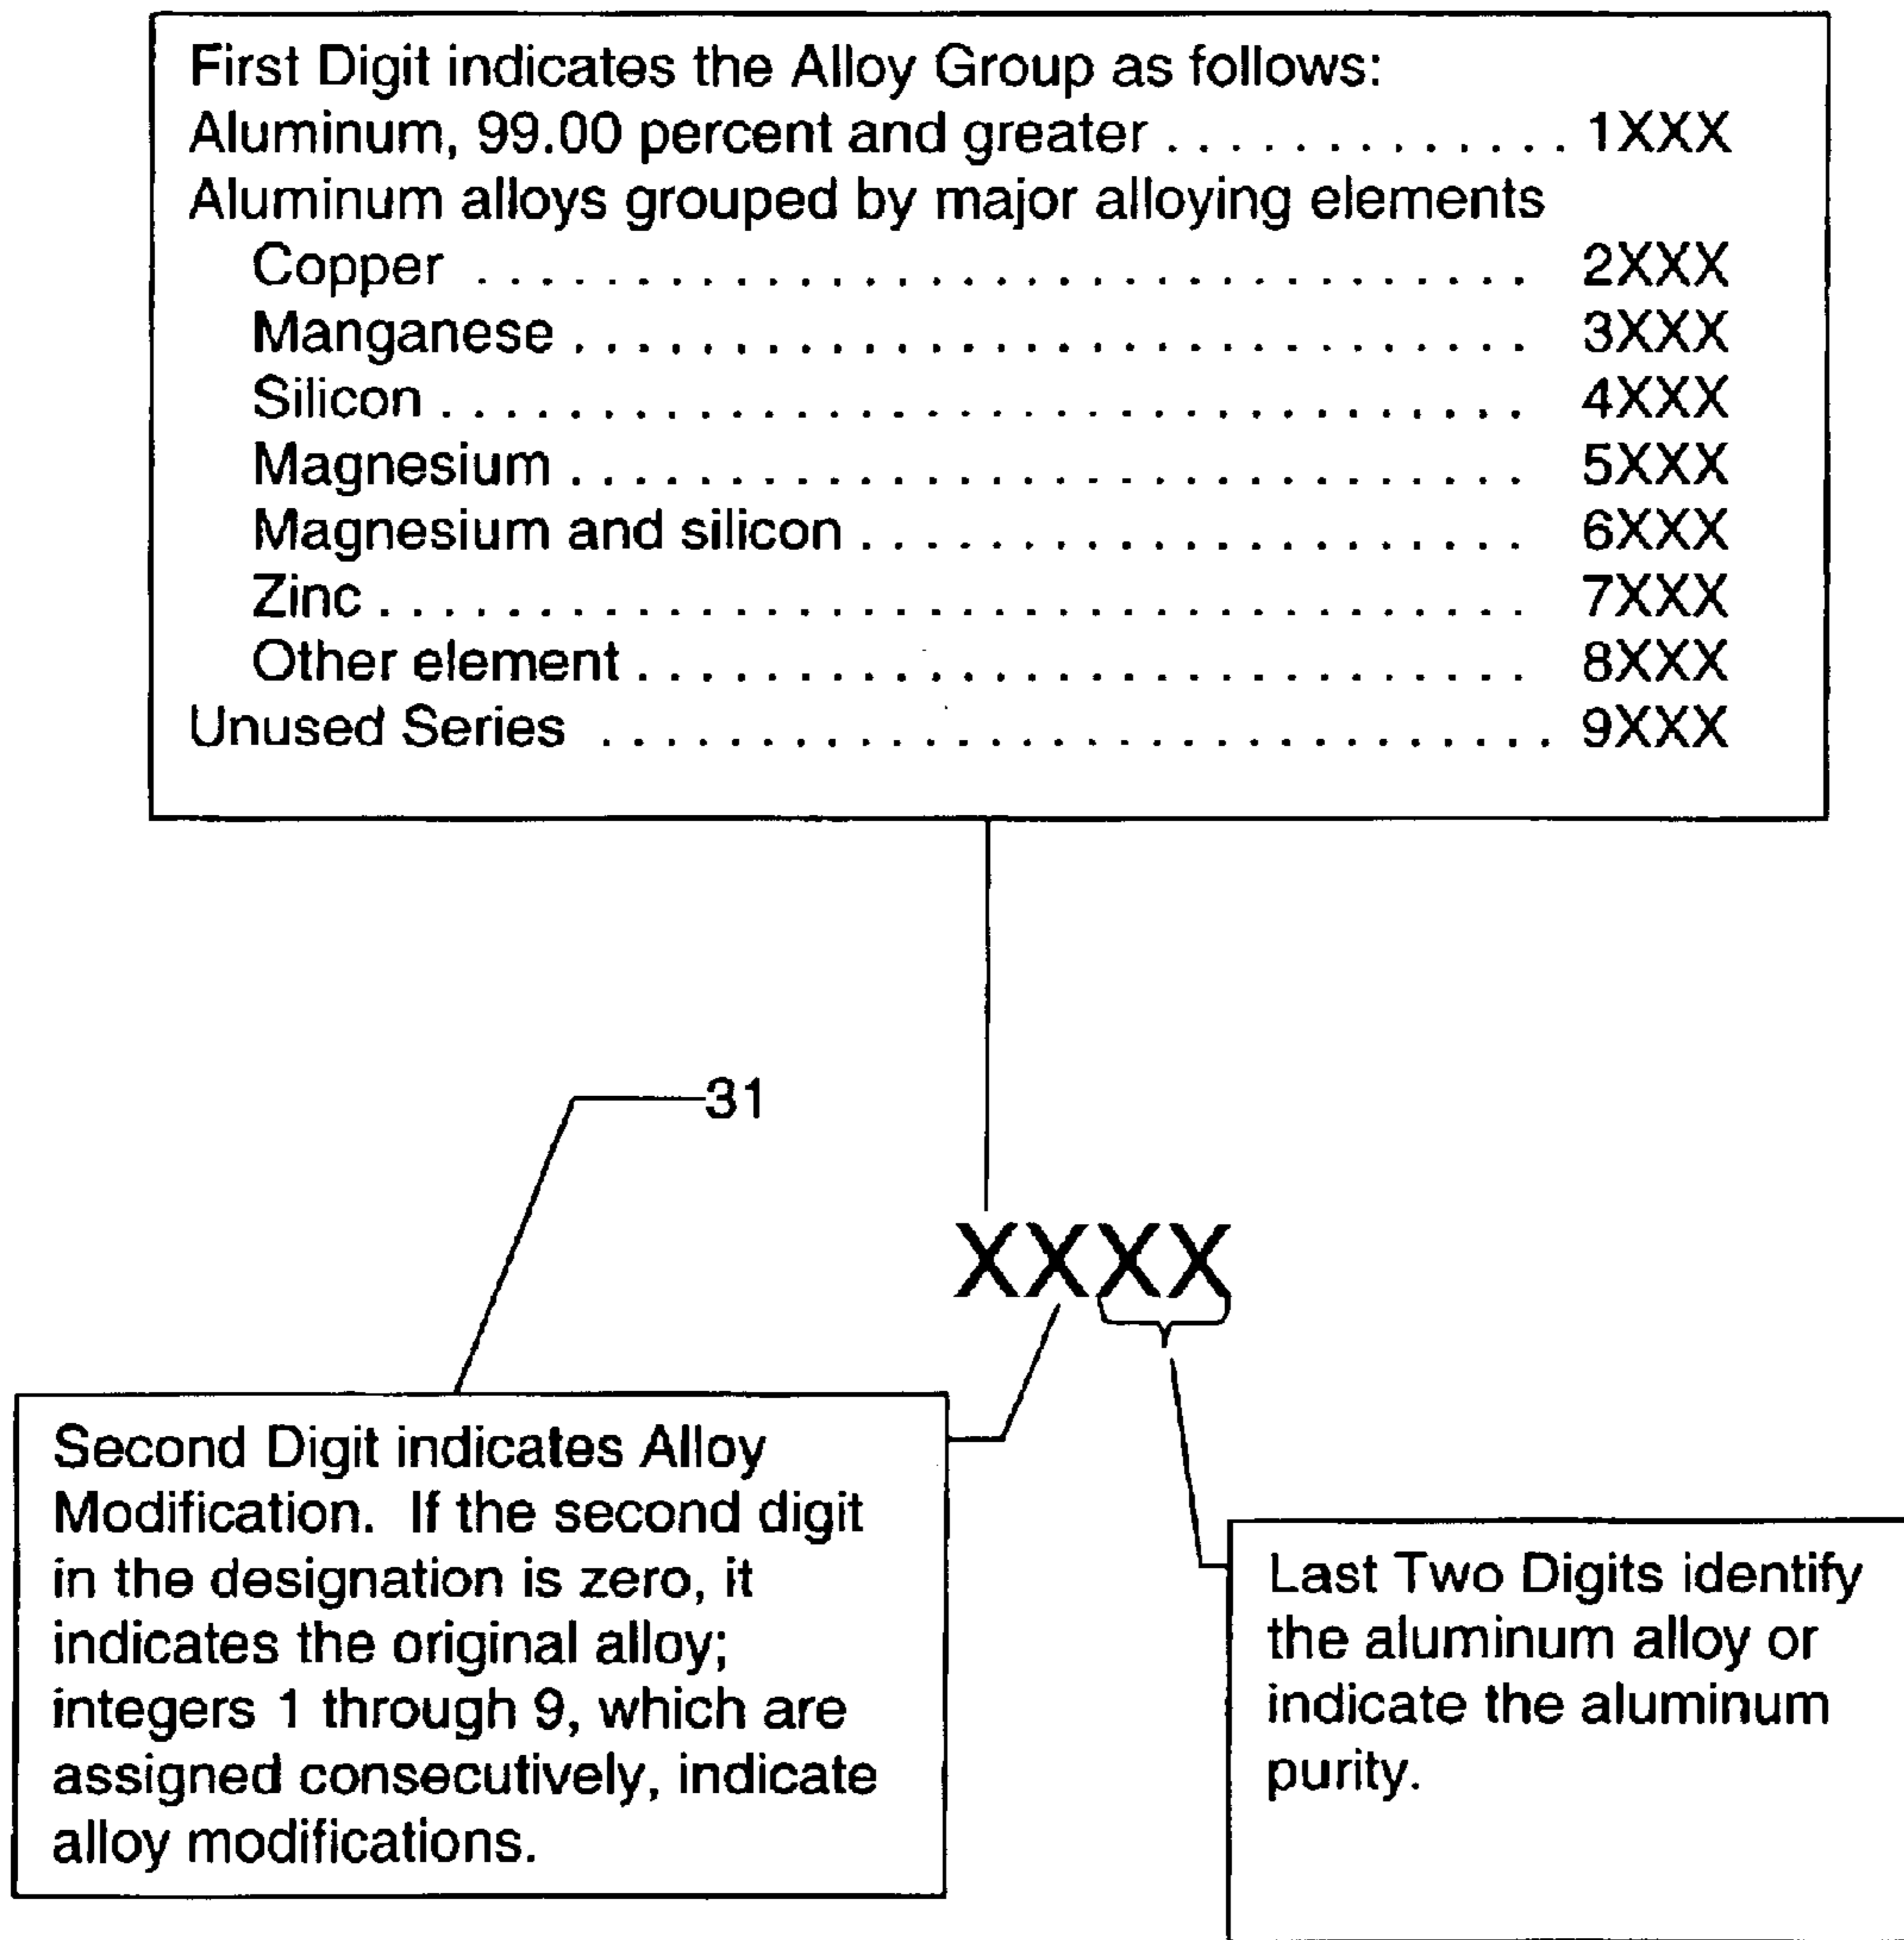 First Digit indicates the Alloy Group as follows:
Aluminum, 99.00 percent and greater . . . . . . . . . . . . . 1XXX
Aluminum alloys grouped by major alloying elements
Copper . . . . . . . . . . . . . . . . . . . . . . . . . . . . . . . . . 2XXX
Manganese . . . . . . . . . . . . . . . . . . . . . . . . . . . . . . 3XXX
Silicon . . . . . . . . . . . . . . . . . . . . . . . . . . . . . . . . . . 4XXX
Magnesium . . . . . . . . . . . . . . . . . . . . . . . . . . . . . . 5XXX
Magnesium and silicon . . . . . . . . . . . . . . . . . . . . . 6XXX
Zinc . . . . . . . . . . . . . . . . . . . . . . . . . . . . . . . . . . . . 7XXX
Other element . . . . . . . . . . . . . . . . . . . . . . . . . . . . 8XXX
Unused Series . . . . . . . . . . . . . . . . . . . . . . . . . . . . . . 9XXX
31
XXXX
Second Digit indicates Alloy
Modification. If the second digit
in the designation is zero, it
indicates the original alloy;
integers 1 through 9, which are
assigned consecutively, indicate
alloy modifications.
Last Two Digits identify
the aluminum alloy or
indicate the aluminum
purity.